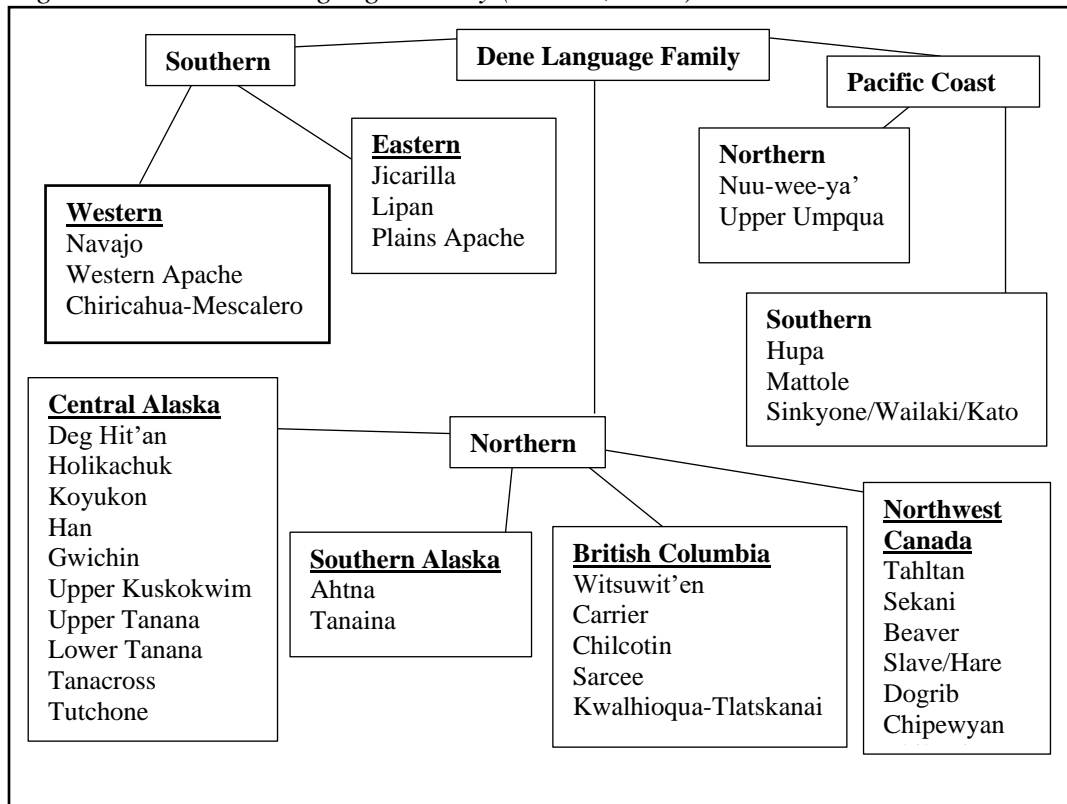 Dene Language Family
Southern
Pacific Coast
Eastern
Jicarilla
Lipan
Plains Apache
Western
Navajo
Western Apache
Chiricahua-Mescalero
Northern
Nuu-wee-ya’
Upper Umpqua
Southern
Hupa
Mattole
Sinkyone/Wailaki/Kato
Northern
Central Alaska
Deg Hit’an
Holikachuk
Koyukon
Han
Gwichin
Upper Kuskokwim
Upper Tanana
Lower Tanana
Tanacross
Tutchone
Southern Alaska
Ahtna
Tanaina
British Columbia
Witsuwit’en
Carrier
Chilcotin
Sarcee
Kwalhioqua-Tlatskanai
Northwest
Canada
Tahltan
Sekani
Beaver
Slave/Hare
Dogrib
Chipewyan